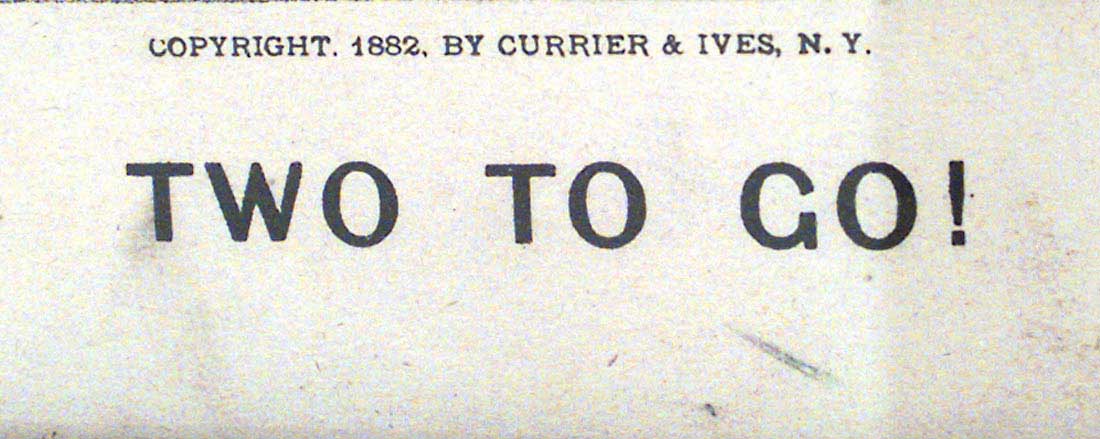 COPYRIGHT. 1882, BY CURRIER & IVES, N. Y.
TWO TO GO!